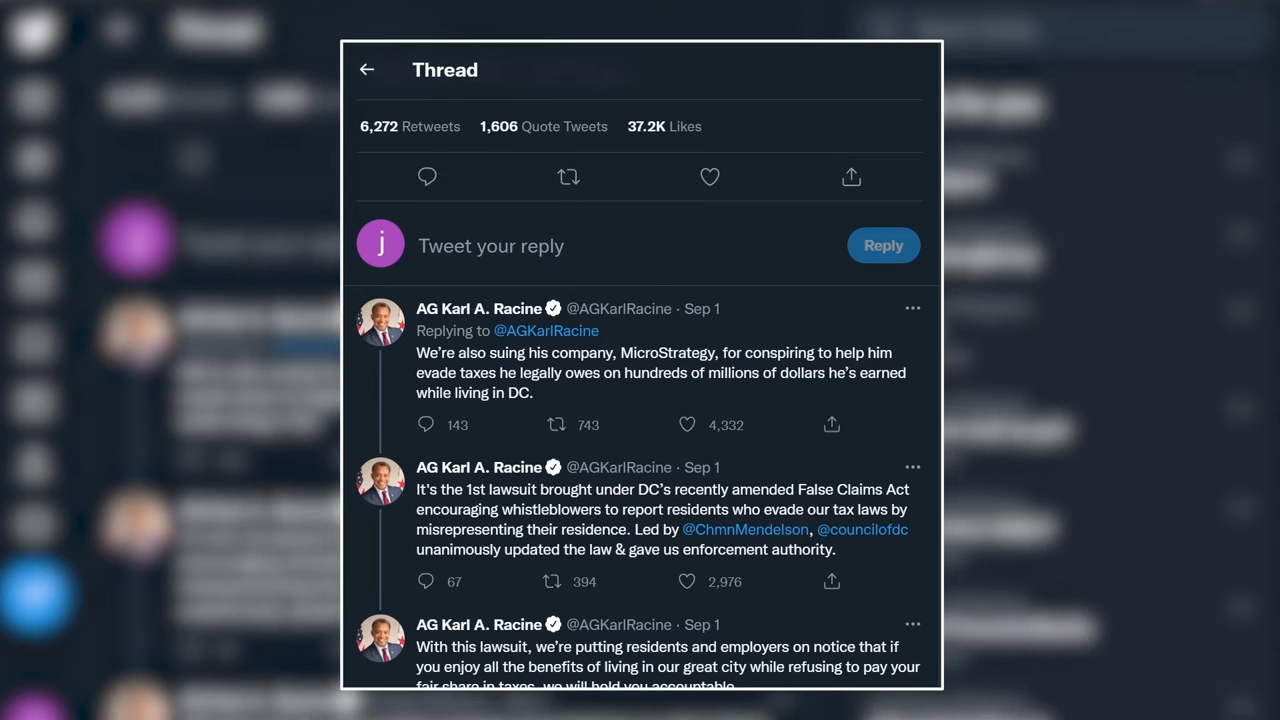 Thread
6,272 Retweets 1,606 Quote Tweets 37.2K Likes
j Tweet your reply Reply
AG Karl A. Racine @AGKarlRacine · Sep 1
Replying to @AGKarlRacine
We’re also suing his company, MicroStrategy, for conspiring to help him
evade taxes he legally owes on hundreds of millions of dollars he’s earned
while living in DC.
143 743 4,332
AG Karl A. Racine @AGKarlRacine · Sep 1
It's the 1st lawsuit brought under DC’s recently amended False Claims Act
encouraging whistleblowers to report residents who evade our tax laws by
misrepresenting their residence. Led by @ChmnMendelson, @councilofdc
unanimously updated the law & gave us enforcement authority.
67 394 2,976
AG Karl A. Racine @AGKarlRacine · Sep 1
With this lawsuit, we’re putting residents and employers on notice that if
you enjoy all the benefits of living in our great city while refusing to pay your
fair share in taxes, we will hold you accountable.